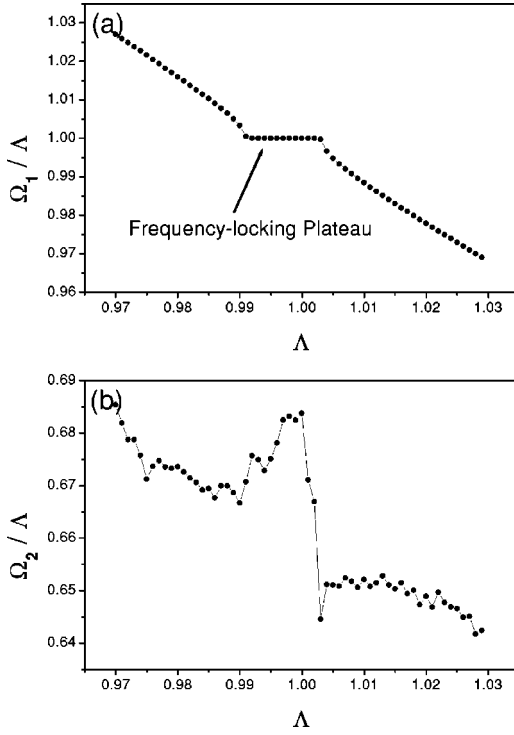 (a)
1.03
1.02
1.01
1.00
0.99
0.98
0.97
0.96
Ω₁ / Λ
Frequency-locking Plateau
0.97 0.98 0.99 1.00 1.01 1.02 1.03
Λ
(b)
0.69
0.68
0.67
0.66
0.65
0.64
Ω₂ / Λ
0.97 0.98 0.99 1.00 1.01 1.02 1.03
Λ